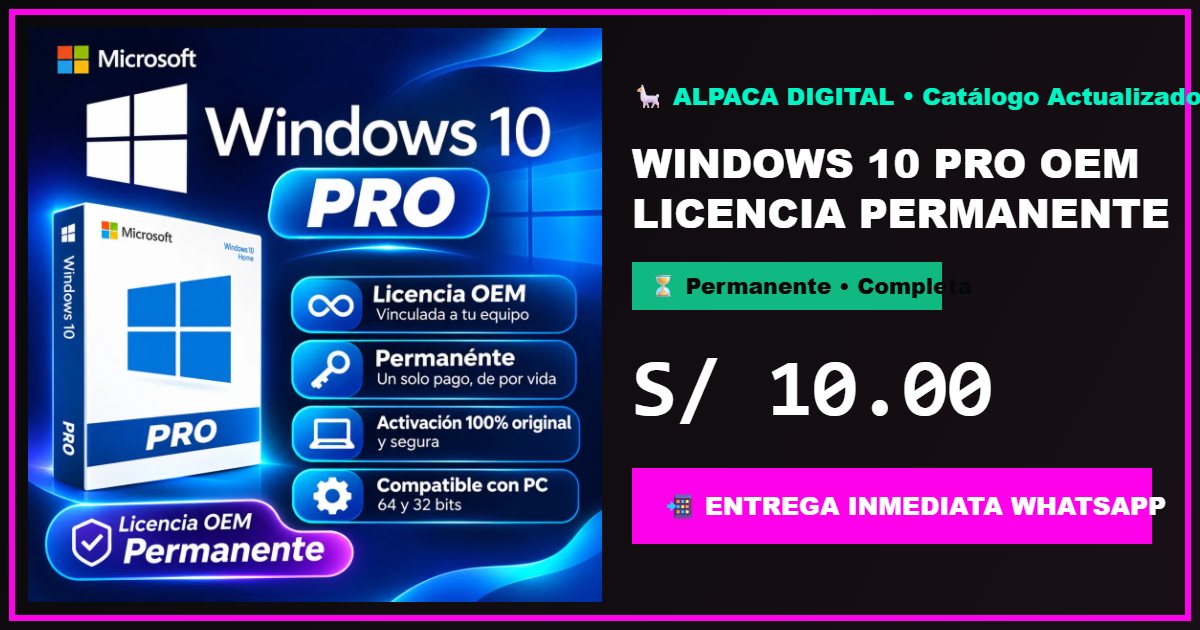 Microsoft
Windows 10
PRO
Microsoft
Windows 10
Home
Windows 10
PRO
PRO
Licencia OEM
Vinculada a tu equipo
Permanénte
Un solo pago, de por vida
Activación 100% original
y segura
Compatible con PC
64 y 32 bits
Licencia OEM
Permanente
ALPACA DIGITAL • Catálogo Actualizado
WINDOWS 10 PRO OEM
LICENCIA PERMANENTE
Permanente • Completa
S/ 10.00
ENTREGA INMEDIATA WHATSAPP